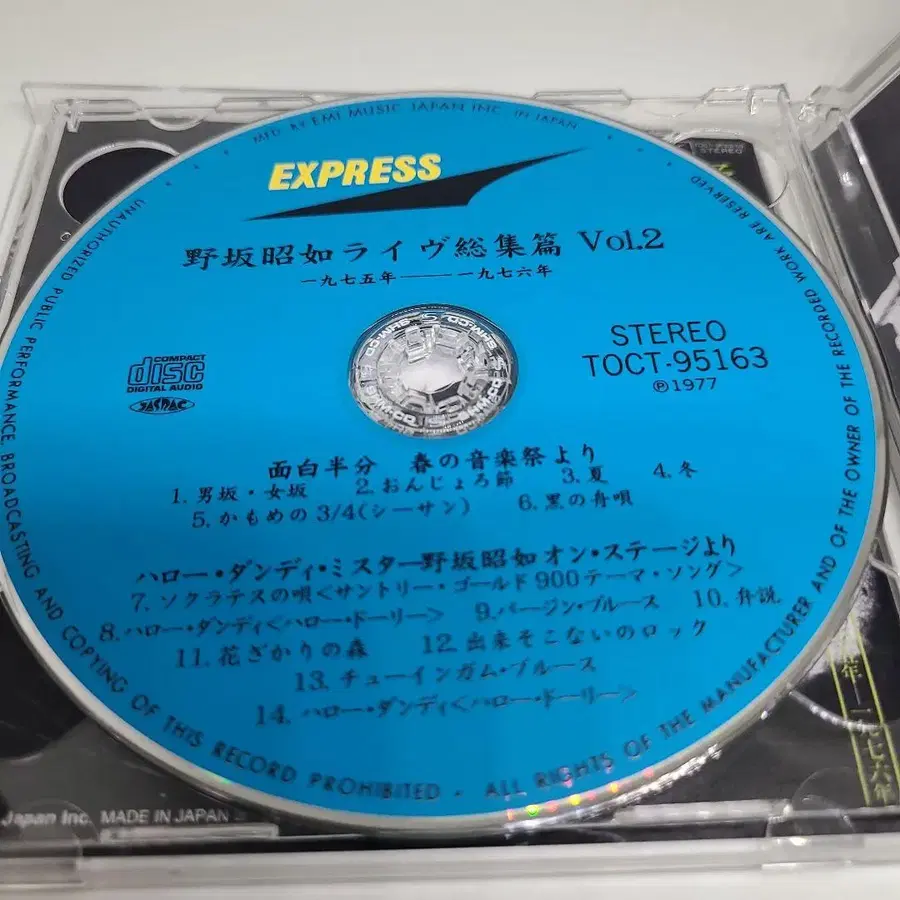 MFD. BY EMI MUSIC JAPAN INC. IN JAPAN
EXPRESS
野坂昭如ライヴ総集篇 Vol.2
一九七五年——一九七六年
STEREO
TOCT-95163
Ⓟ1977
COMPACT
disc
DIGITAL AUDIO
JASRAC
SHM-CD
面白半分 春の音楽祭より
1. 男坂・女坂 2. おんじょろ節 3. 夏 4. 冬
5. かもめの3/4(シーサン) 6. 黒の舟唄
ハロー・ダンディ・ミスター野坂昭如オン・ステージより
7. ソクラテスの唄<サントリー・ゴールド900テーマ・ソング>
8. ハロー・ダンディ<ハロー・ドーリー> 9. バージン・ブルース 10. 弁説
11. 花ざかりの森 12. 出来そこないのロック
13. チューインガム・ブルース
14. ハロー・ダンディ<ハロー・ドーリー>
UNAUTHORIZED PUBLIC PERFORMANCE, BROADCASTING AND COPYING OF THIS RECORD PROHIBITED · ALL RIGHTS OF THE MANUFACTURER AND OF THE OWNER OF THE RECORDED WORK ARE RESERVED
STEREO
年—一九七六年
Japan Inc. MADE IN JAPAN